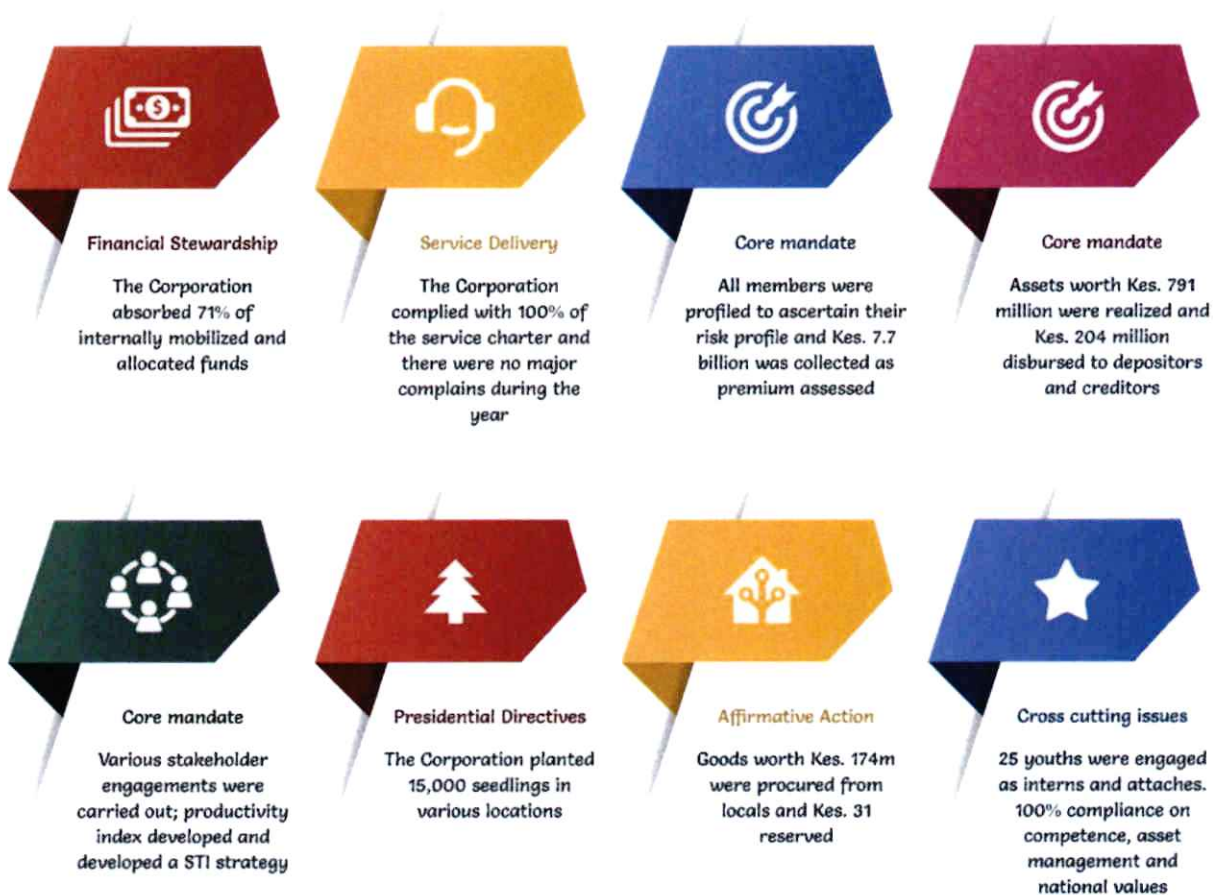 Financial Stewardship
The Corporation
absorbed 71% of
internally mobilized and
allocated funds
Service Delivery
The Corporation
complied with 100% of
the service charter and
there were no major
complains during the
year
Core mandate
All members were
profiled to ascertain their
risk profile and Kes. 7.7
billion was collected as
premium assessed
Core mandate
Assets worth Kes. 791
million were realized and
Kes. 204 million
disbursed to depositors
and creditors
Core mandate
Various stakeholder
engagements were
carried out; productivity
index developed and
developed a STI strategy
Presidential Directives
The Corporation planted
15,000 seedlings in
various locations
Affirmative Action
Goods worth Kes. 174m
were procured from
locals and Kes. 31
reserved
Cross cutting issues
25 youths were engaged
as interns and attaches.
100% compliance on
competence, asset
management and
national values